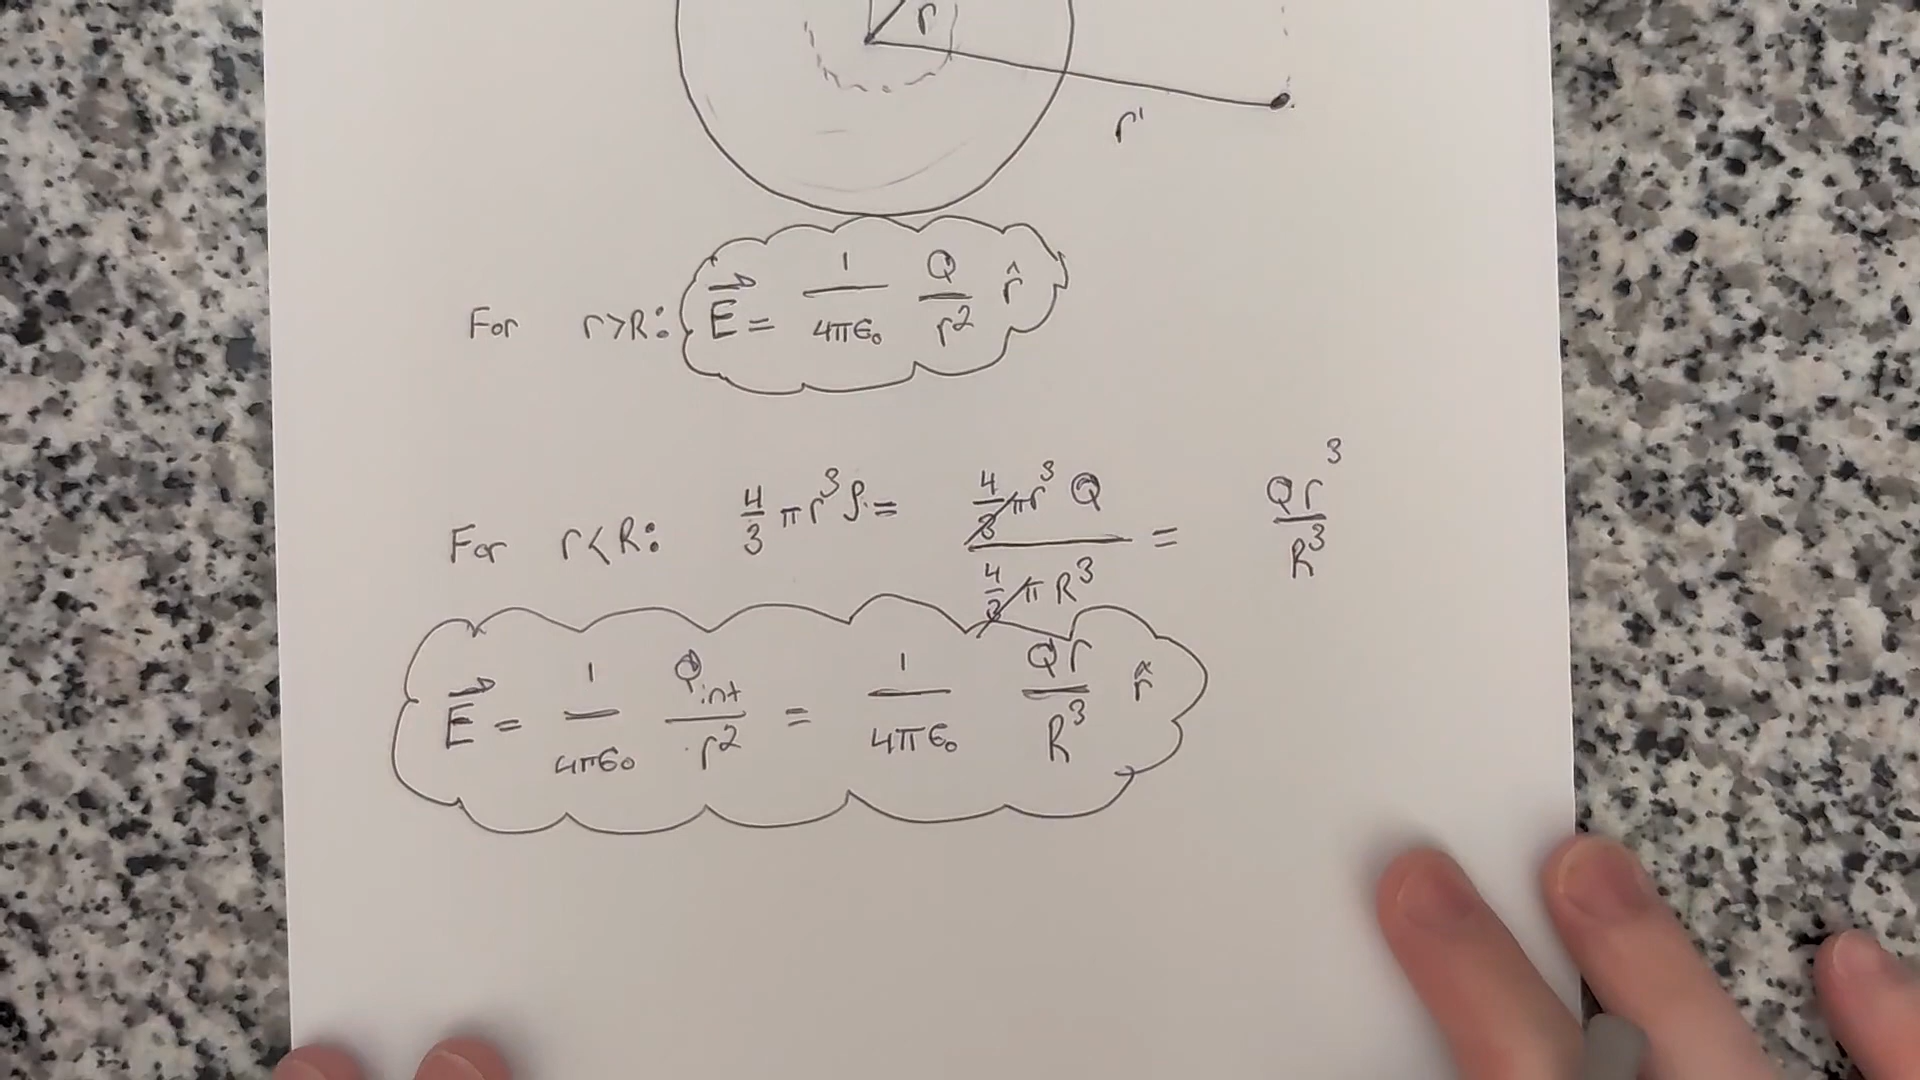 r
r'
For r>R: E⃗ = 1/4πϵ₀ Q/r² r̂
For r<R: 4/3 πr³ρ = 4/3 πr³ Q / 4/3 πR³ = Qr³/R³
E⃗ = 1/4πϵ₀ Qint/r² = 1/4πϵ₀ Qr/R³ r̂